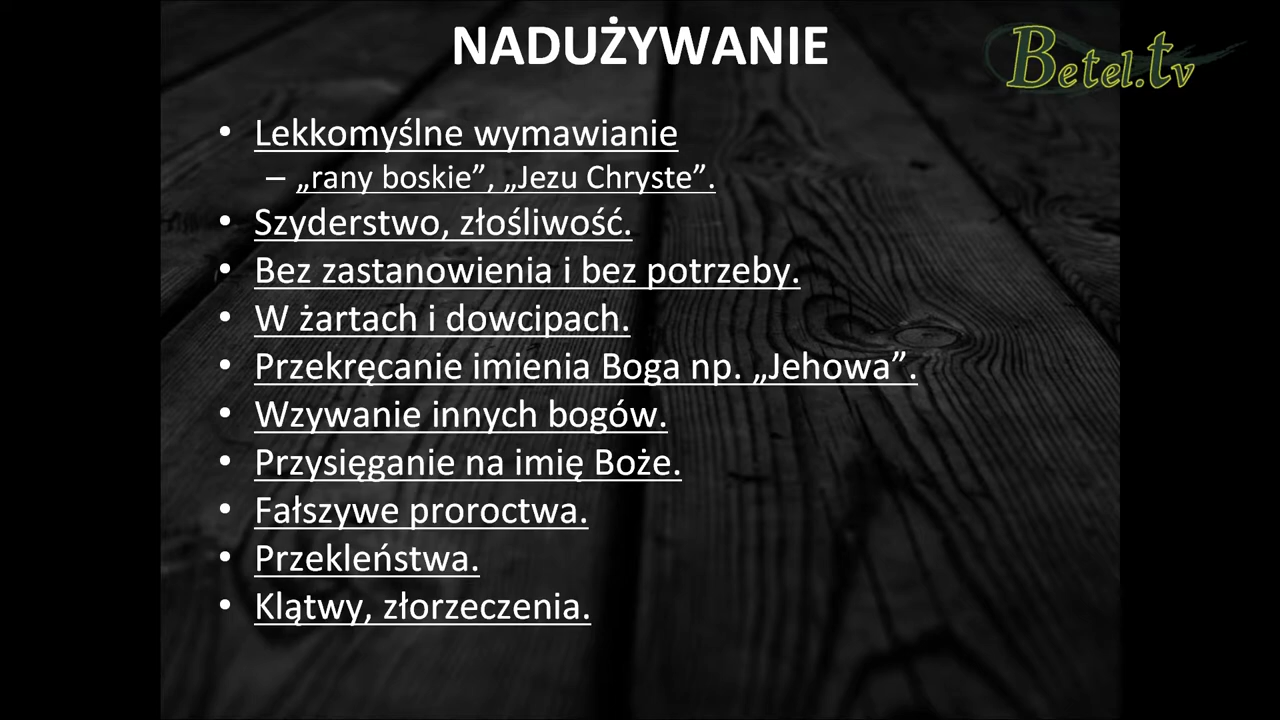 NADUŻYWANIE
Betel.tv
• Lekkomyślne wymawianie
– „rany boskie”, „Jezu Chryste”.
• Szyderstwo, złośliwość.
• Bez zastanowienia i bez potrzeby.
• W żartach i dowcipach.
• Przekręcanie imienia Boga np. „Jehowa”.
• Wzywanie innych bogów.
• Przysięganie na imię Boże.
• Fałszywe proroctwa.
• Przekleństwa.
• Klątwy, złorzeczenia.